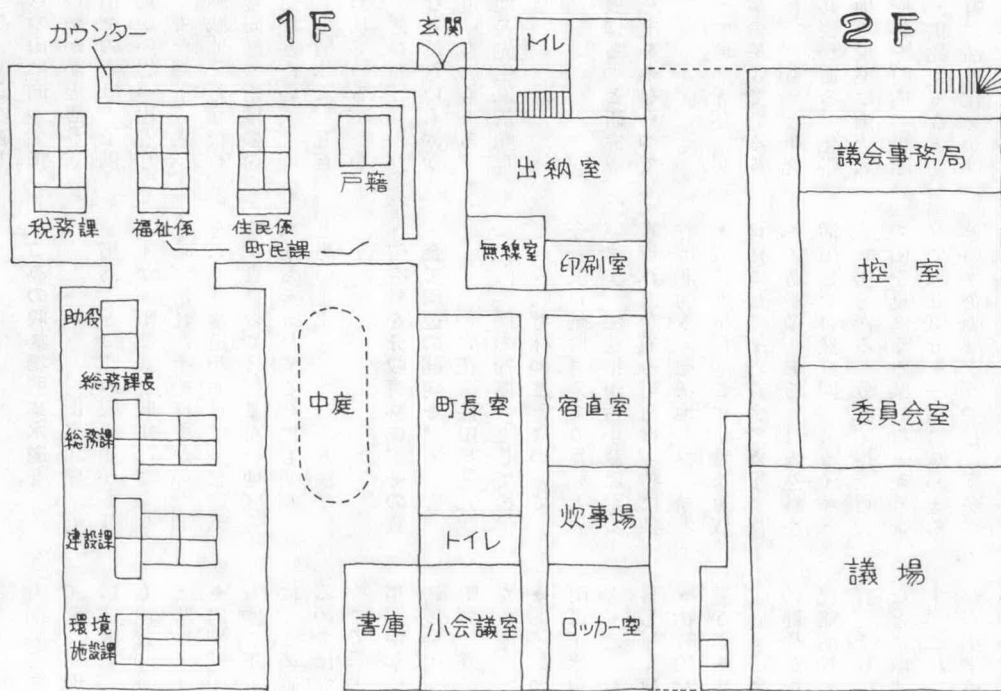 1F
2F
カウンター
玄関
トイレ
出納室
議会事務局
戸籍
税務課
福祉係
住民係
町民課
無線室
印刷室
控室
助役
総務課長
中庭
町長室
宿直室
委員会室
総務課
建設課
トイレ
炊事場
議場
環境
施設課
書庫
小会議室
ロッカー室